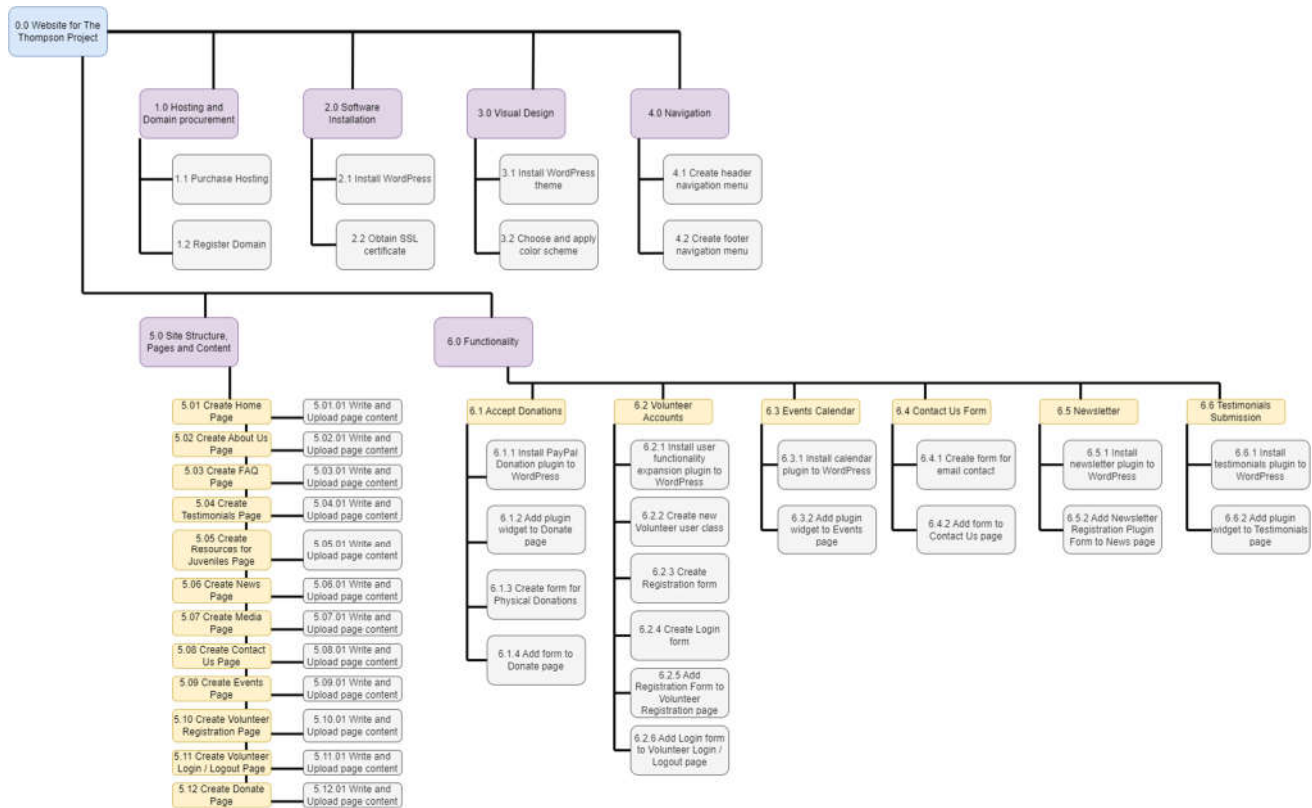 0.0 Website for The
Thompson Project
1.0 Hosting and
Domain procurement
1.1 Purchase Hosting
1.2 Register Domain
2.0 Software
Installation
2.1 Install WordPress
2.2 Obtain SSL
certificate
3.0 Visual Design
3.1 Install WordPress
theme
3.2 Choose and apply
color scheme
4.0 Navigation
4.1 Create header
navigation menu
4.2 Create footer
navigation menu
5.0 Site Structure,
Pages and Content
5.01 Create Home
Page
5.01.01 Write and
Upload page content
5.02 Create About Us
Page
5.02.01 Write and
Upload page content
5.03 Create FAQ
Page
5.03.01 Write and
Upload page content
5.04 Create
Testimonials Page
5.04.01 Write and
Upload page content
5.05 Create
Resources for
Juveniles Page
5.05.01 Write and
Upload page content
5.06 Create News
Page
5.06.01 Write and
Upload page content
5.07 Create Media
Page
5.07.01 Write and
Upload page content
5.08 Create Contact
Us Page
5.08.01 Write and
Upload page content
5.09 Create Events
Page
5.09.01 Write and
Upload page content
5.10 Create Volunteer
Registration Page
5.10.01 Write and
Upload page content
5.11 Create Volunteer
Login / Logout Page
5.11.01 Write and
Upload page content
5.12 Create Donate
Page
5.12.01 Write and
Upload page content
6.0 Functionality
6.1 Accept Donations
6.1.1 Install PayPal
Donation plugin to
WordPress
6.1.2 Add plugin
widget to Donate
page
6.1.3 Create form for
Physical Donations
6.1.4 Add form to
Donate page
6.2 Volunteer
Accounts
6.2.1 Install user
functionality
expansion plugin to
WordPress
6.2.2 Create new
Volunteer user class
6.2.3 Create
Registration form
6.2.4 Create Login
form
6.2.5 Add
Registration Form to
Volunteer
Registration page
6.2.6 Add Login form
to Volunteer Login /
Logout page
6.3 Events Calendar
6.3.1 Install calendar
plugin to WordPress
6.3.2 Add plugin
widget to Events
page
6.4 Contact Us Form
6.4.1 Create form for
email contact
6.4.2 Add form to
Contact Us page
6.5 Newsletter
6.5.1 Install
newsletter plugin to
WordPress
6.5.2 Add Newsletter
Registration Plugin
Form to News page
6.6 Testimonials
Submission
6.6.1 Install
testimonials plugin to
WordPress
6.6.2 Add plugin
widget to Testimonials
page